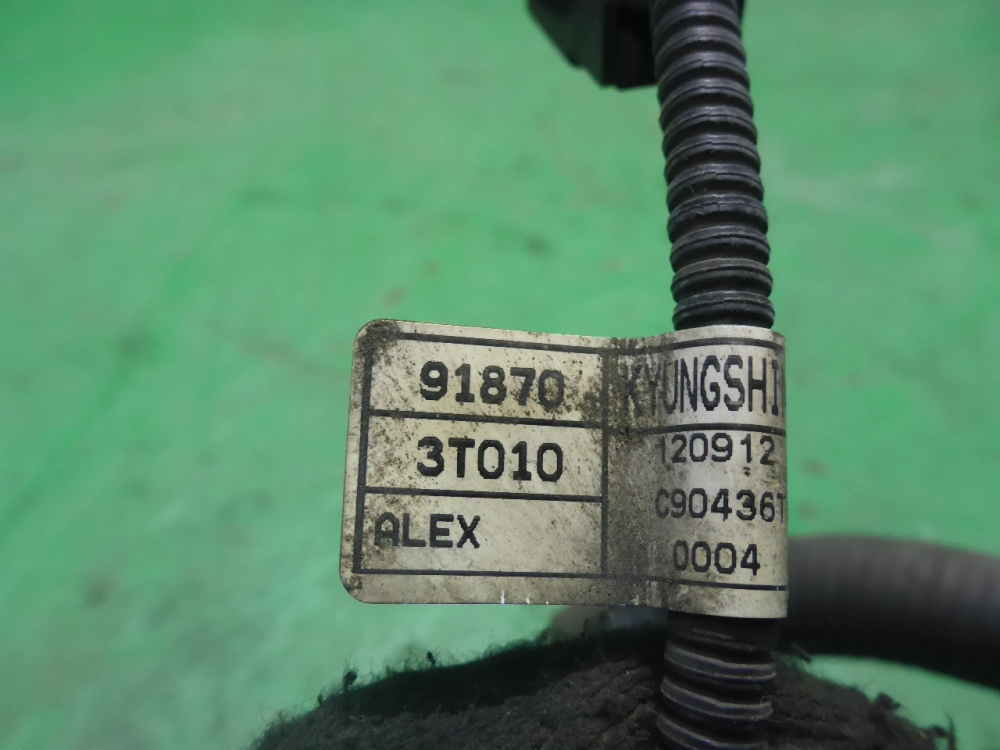 91870
3T010
ALEX
KYUNGSHI
120912
C90436T
0004